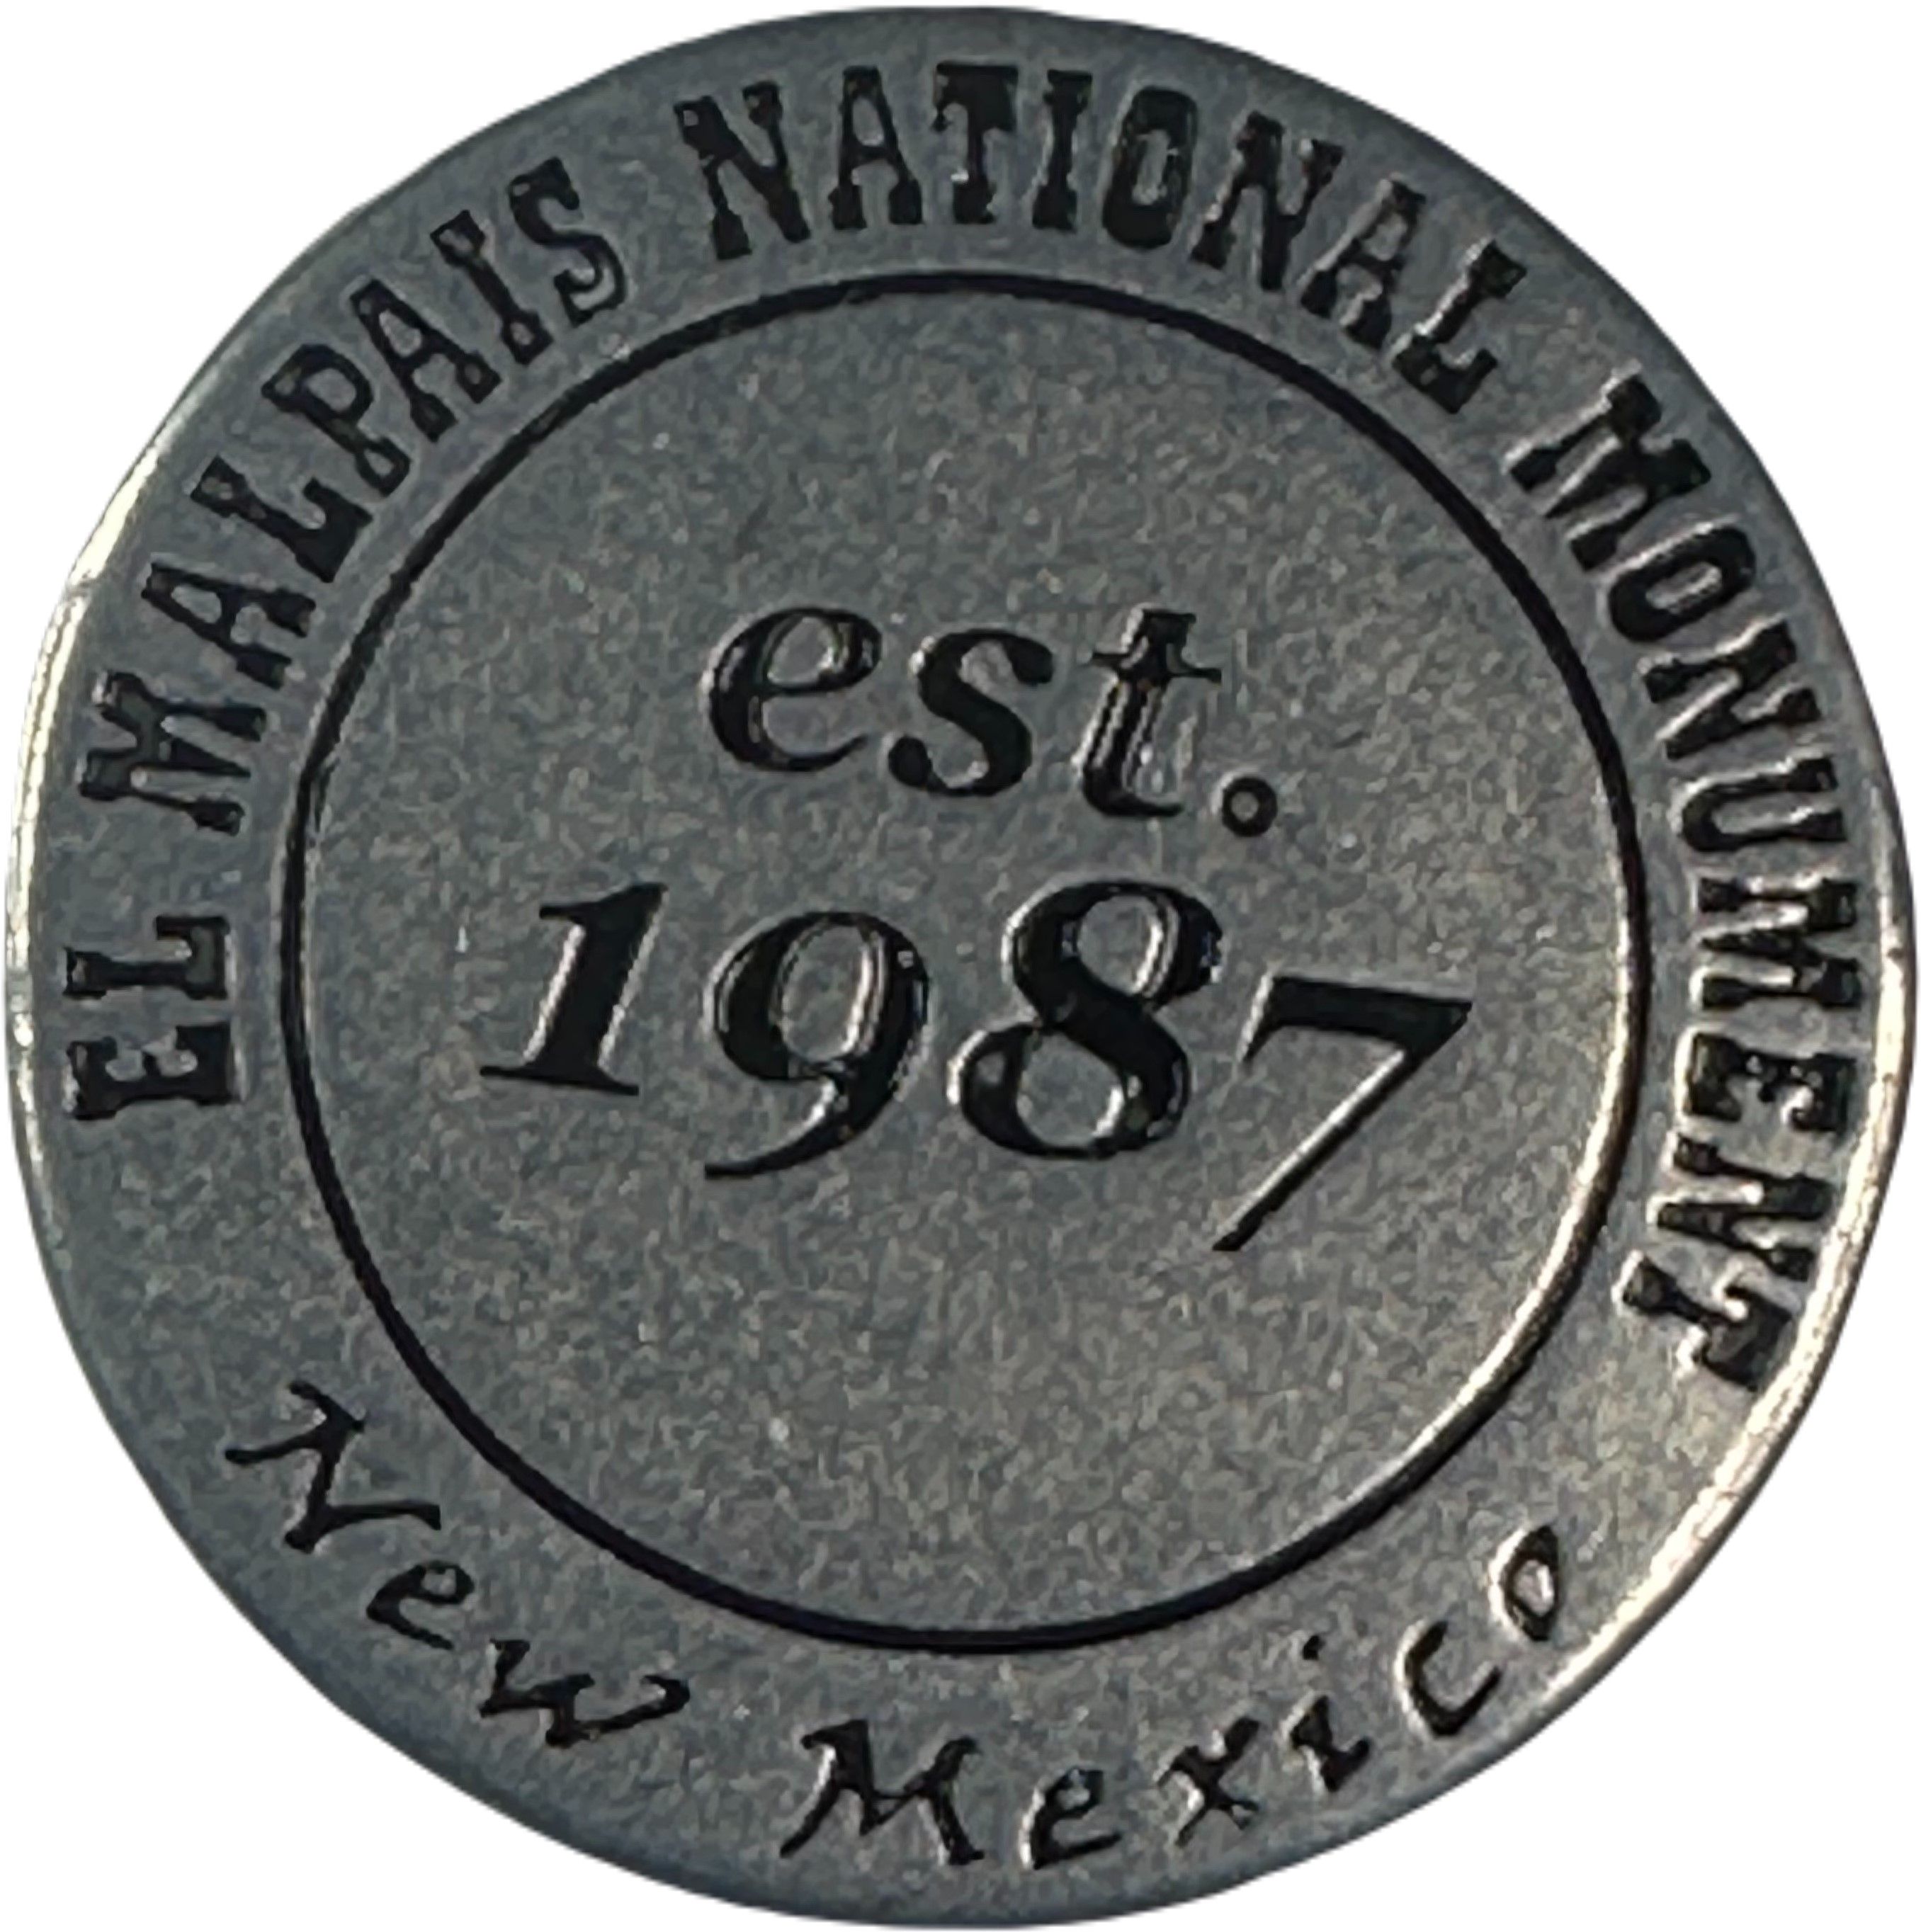 EL MALPAIS NATIONAL MONUMENT
est.
1987
New Mexico